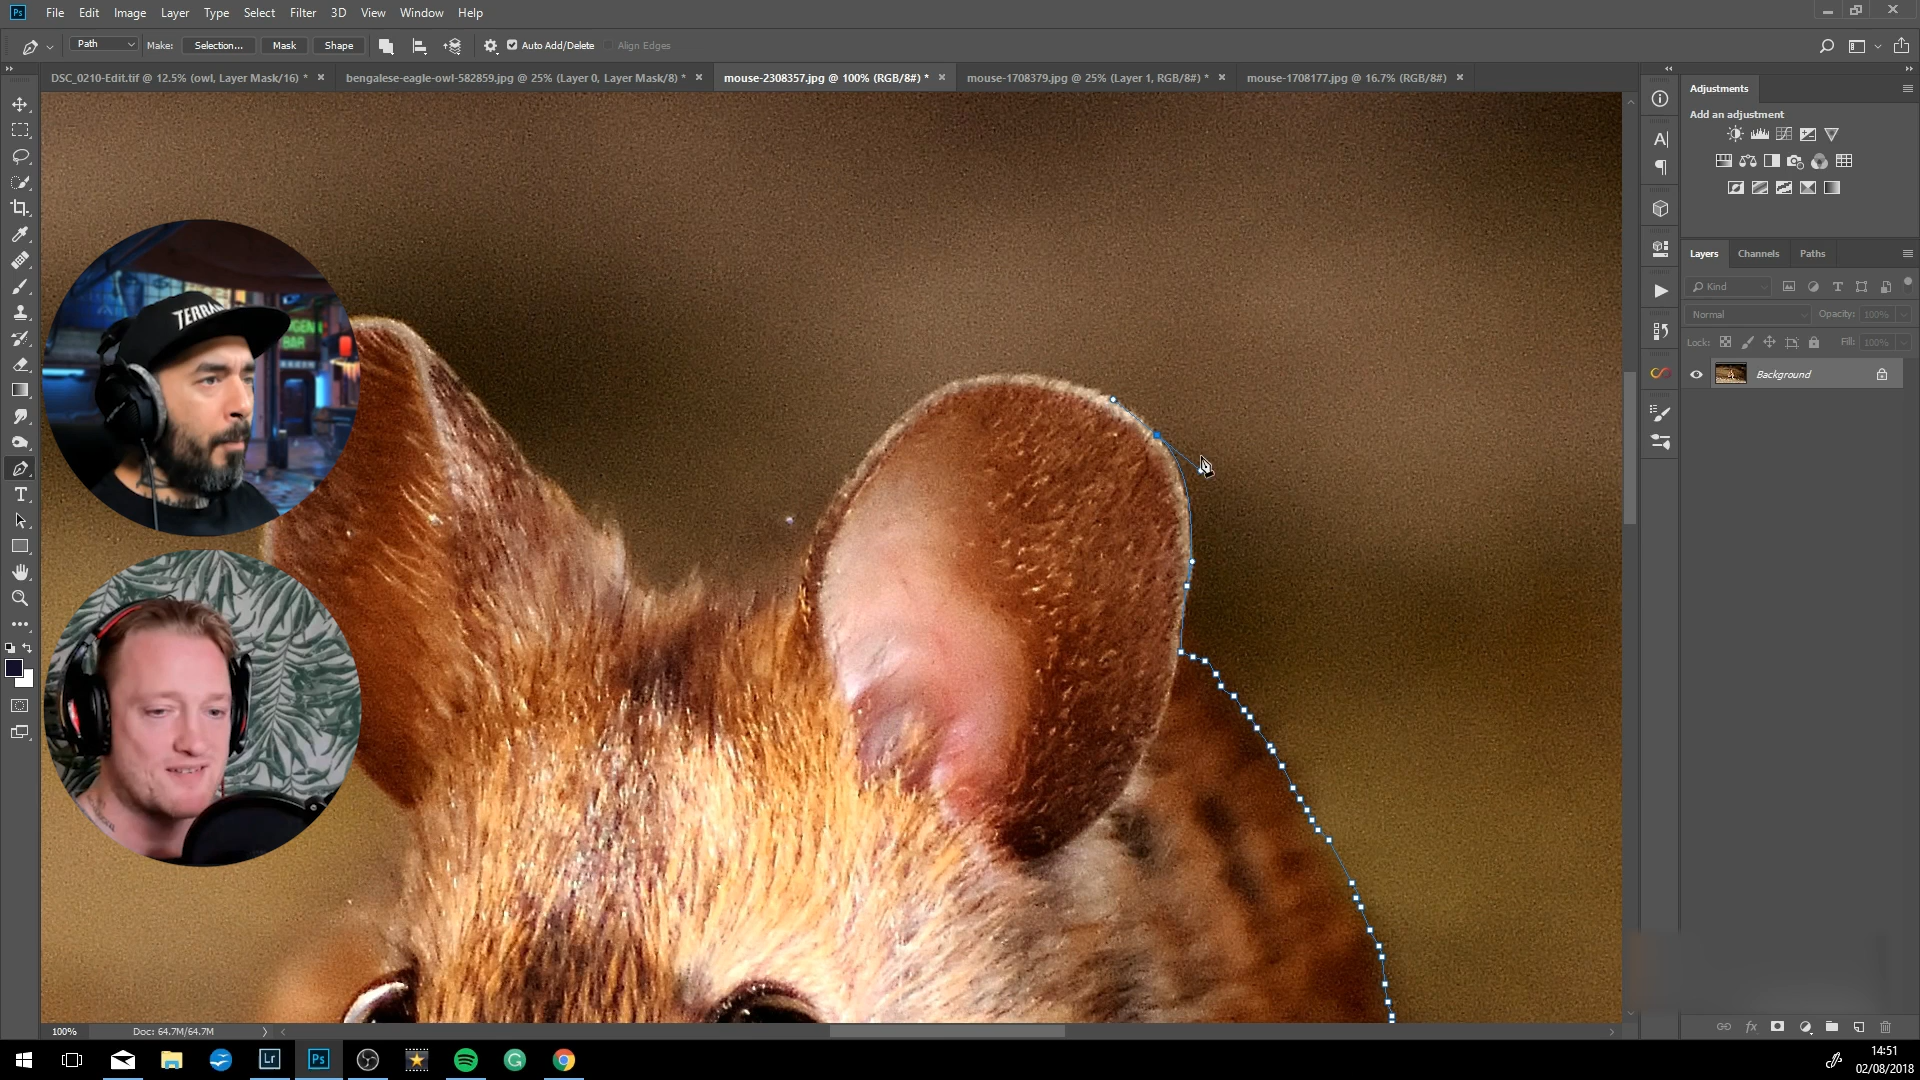 Ps File Edit Image Layer Type Select Filter 3D View Window Help
Path Make: Selection... Mask Shape Auto Add/Delete Align Edges
DSC_0210-Edit.tif @ 12.5% (owl, Layer Mask/16) * × bengalese-eagle-owl-582859.jpg @ 25% (Layer 0, Layer Mask/8) * × mouse-2308357.jpg @ 100% (RGB/8#) * × mouse-1708379.jpg @ 25% (Layer 1, RGB/8#) * × mouse-1708177.jpg @ 16.7% (RGB/8#) ×
Adjustments
Add an adjustment
Layers Channels Paths
Kind
Normal Opacity: 100%
Lock: Fill: 100%
Background
BAR
100% Doc: 64.7M/64.7M
Lr Ps
14:51
02/08/2018